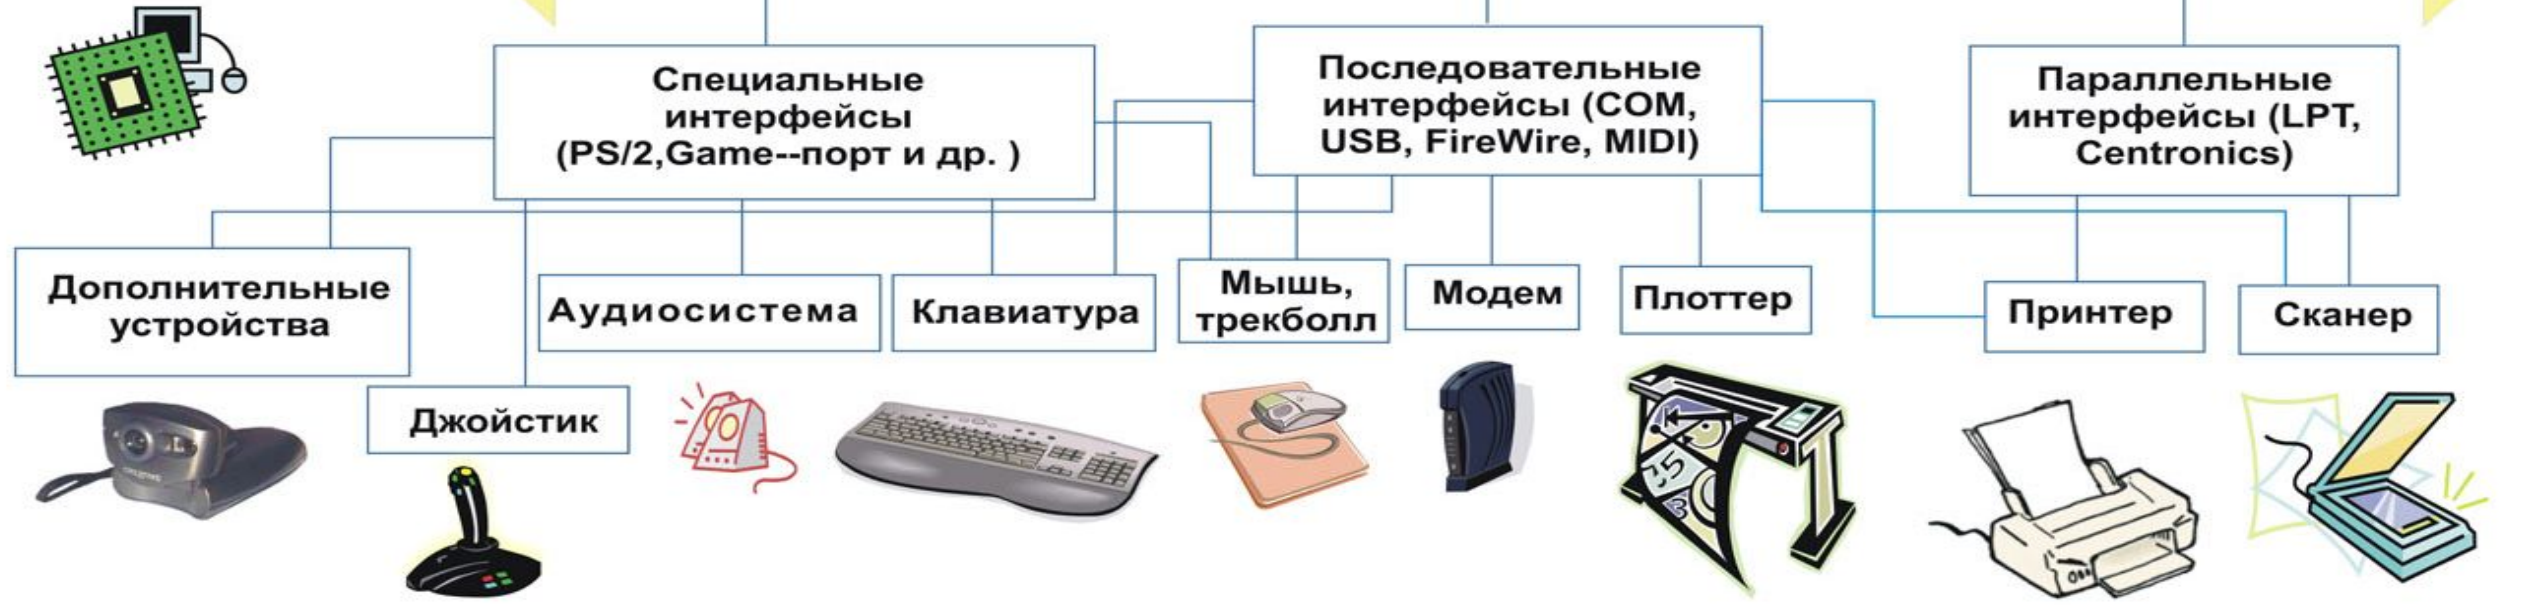 Специальные
интерфейсы
(PS/2,Game--порт и др. )
Последовательные
интерфейсы (COM,
USB, FireWire, MIDI)
Параллельные
интерфейсы (LPT,
Centronics)
Дополнительные
устройства
Джойстик
Аудиосистема
Клавиатура
Мышь,
трекболл
Модем
Плоттер
Принтер
Сканер